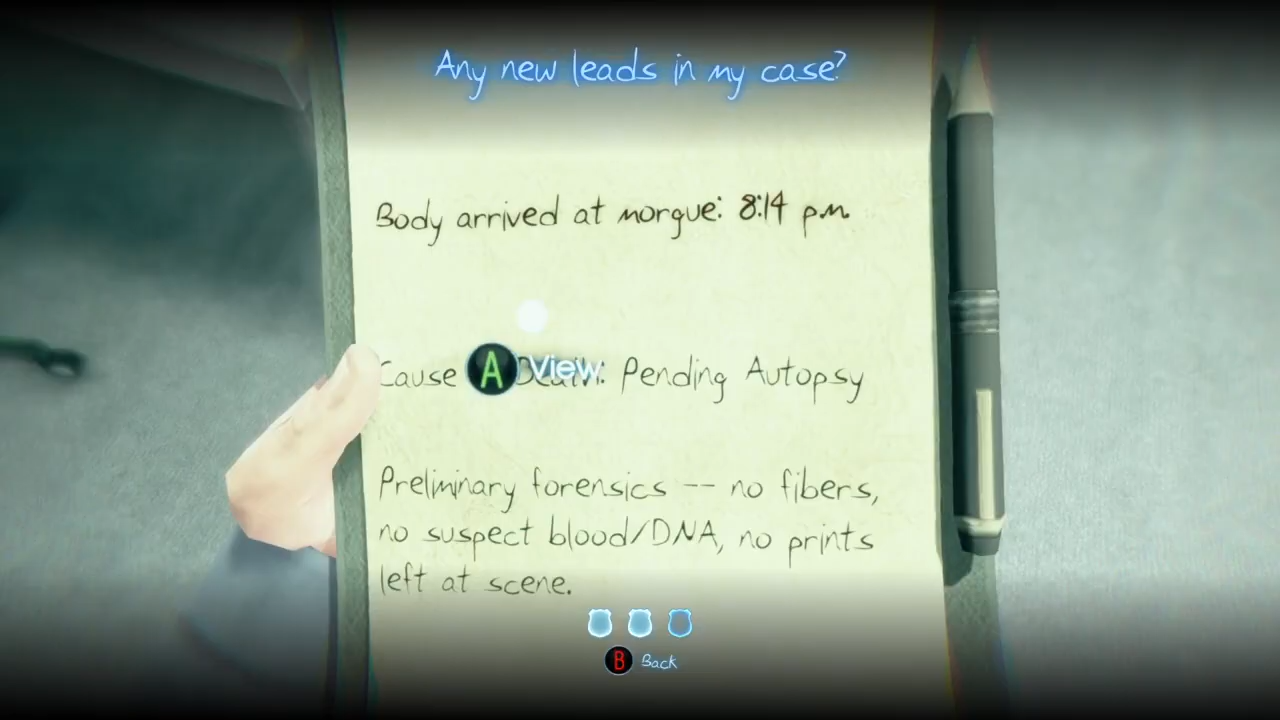 Any new leads in my case?
Body arrived at morgue: 8:14 p.m.
Cause Death: Pending Autopsy
A View
Preliminary forensics -- no fibers,
no suspect blood/DNA, no prints
left at scene.
B Back